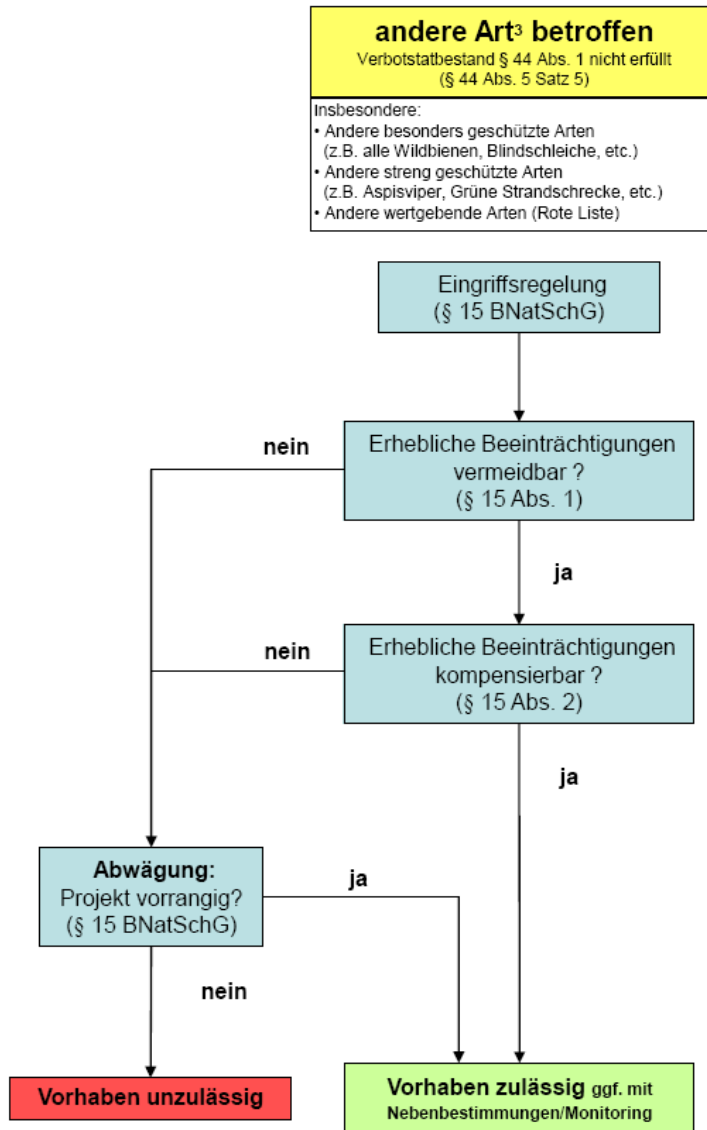 andere Art³ betroffen
Verbotstatbestand § 44 Abs. 1 nicht erfüllt
(§ 44 Abs. 5 Satz 5)
Insbesondere:
• Andere besonders geschützte Arten
(z.B. alle Wildbienen, Blindschleiche, etc.)
• Andere streng geschützte Arten
(z.B. Aspisviper, Grüne Strandschrecke, etc.)
• Andere wertgebende Arten (Rote Liste)
Eingriffsregelung
(§ 15 BNatSchG)
nein
Erhebliche Beeinträchtigungen
vermeidbar ?
(§ 15 Abs. 1)
ja
nein
Erhebliche Beeinträchtigungen
kompensierbar ?
(§ 15 Abs. 2)
ja
Abwägung:
Projekt vorrangig?
(§ 15 BNatSchG)
ja
nein
Vorhaben unzulässig
Vorhaben zulässig ggf. mit
Nebenbestimmungen/Monitoring